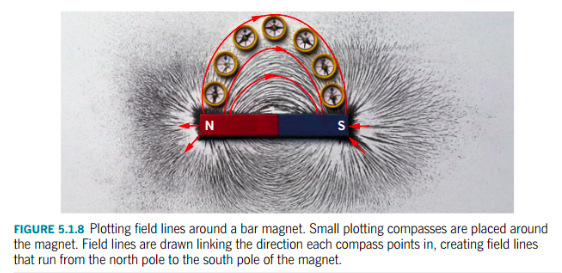 N
S
FIGURE 5.1.8 Plotting field lines around a bar magnet. Small plotting compasses are placed around
the magnet. Field lines are drawn linking the direction each compass points in, creating field lines
that run from the north pole to the south pole of the magnet.